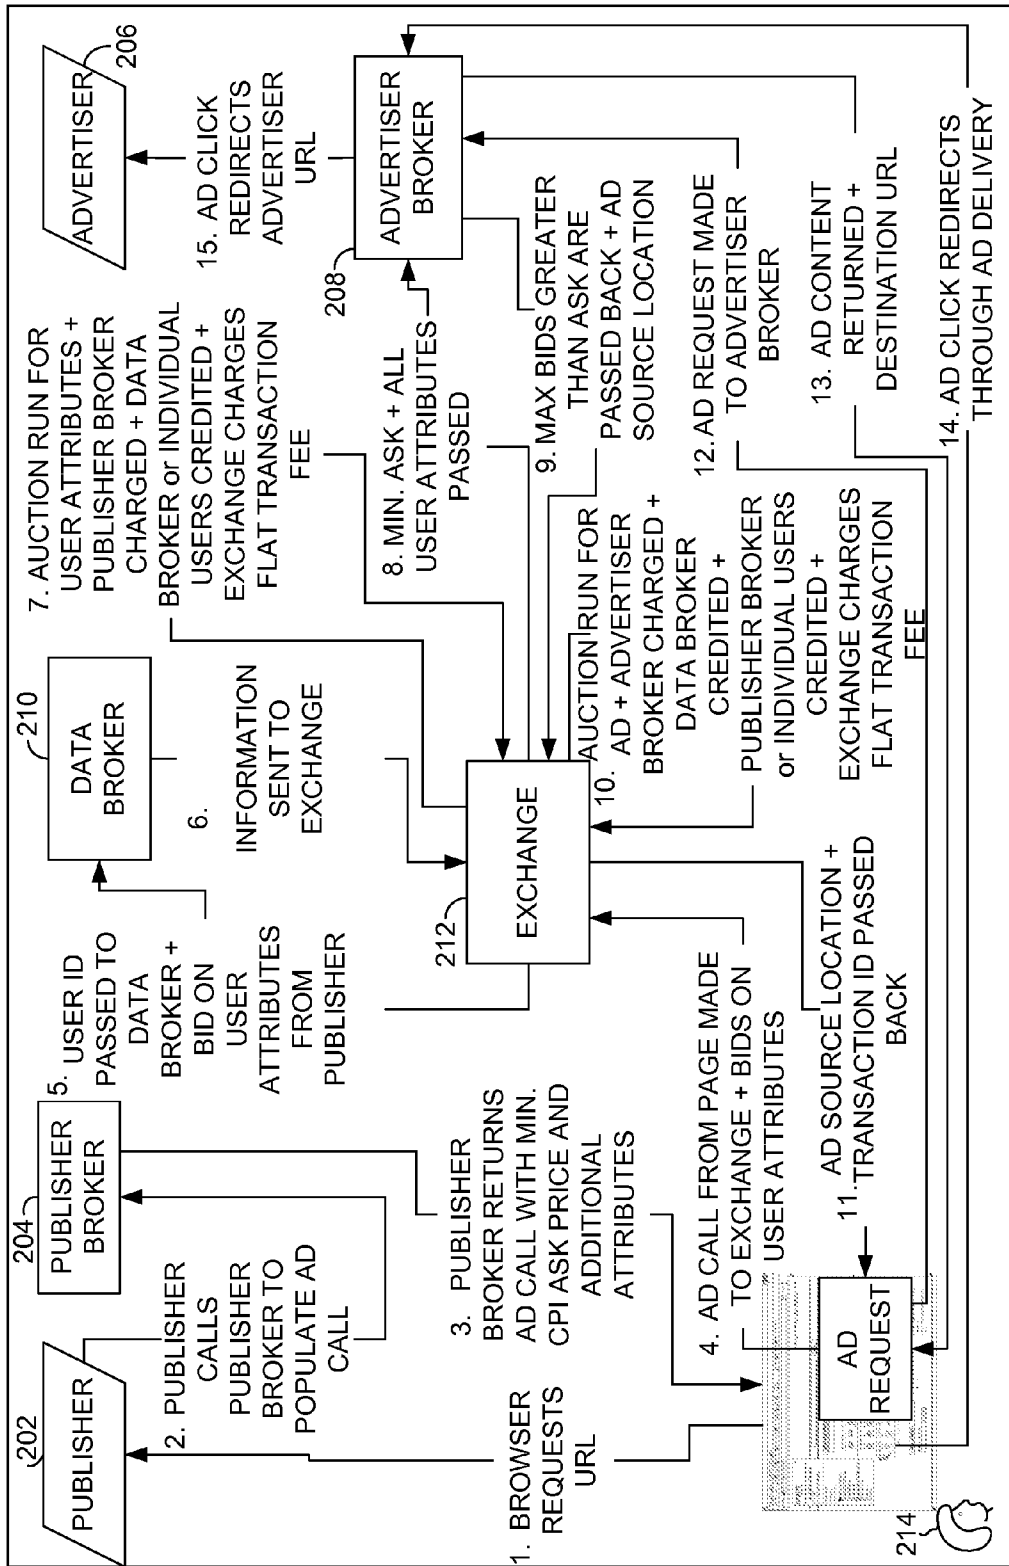 202
PUBLISHER
204
PUBLISHER
BROKER
210
DATA
BROKER
206
ADVERTISER
208
ADVERTISER
BROKER
212
EXCHANGE
214
AD
REQUEST
1. BROWSER
REQUESTS
URL
2. PUBLISHER
CALLS
PUBLISHER
BROKER TO
POPULATE AD
CALL
3. PUBLISHER
BROKER RETURNS
AD CALL WITH MIN.
CPI ASK PRICE AND
ADDITIONAL
ATTRIBUTES
4. AD CALL FROM PAGE MADE
TO EXCHANGE + BIDS ON
USER ATTRIBUTES
5. USER ID
PASSED TO
DATA
BROKER +
BID ON
USER
ATTRIBUTES
FROM
PUBLISHER
6.
INFORMATION
SENT TO
EXCHANGE
7. AUCTION RUN FOR
USER ATTRIBUTES +
PUBLISHER BROKER
CHARGED + DATA
BROKER or INDIVIDUAL
USERS CREDITED +
EXCHANGE CHARGES
FLAT TRANSACTION
FEE
8. MIN. ASK + ALL
USER ATTRIBUTES
PASSED
9. MAX BIDS GREATER
THAN ASK ARE
PASSED BACK + AD
SOURCE LOCATION
10.
AUCTION RUN FOR
AD + ADVERTISER
BROKER CHARGED +
DATA BROKER
CREDITED +
PUBLISHER BROKER
or INDIVIDUAL USERS
CREDITED +
EXCHANGE CHARGES
FLAT TRANSACTION
FEE
11.
AD SOURCE LOCATION +
TRANSACTION ID PASSED
BACK
12. AD REQUEST MADE
TO ADVERTISER
BROKER
13. AD CONTENT
RETURNED +
DESTINATION URL
14. AD CLICK REDIRECTS
THROUGH AD DELIVERY
15. AD CLICK
REDIRECTS
ADVERTISER
URL